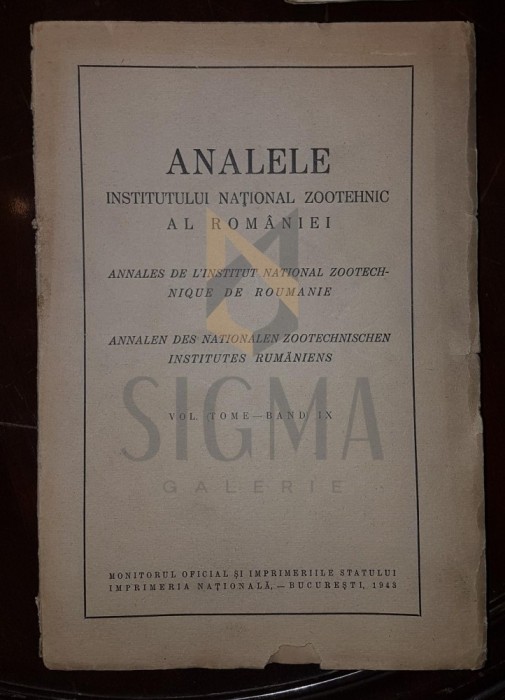 ANALELE
INSTITUTULUI NAȚIONAL ZOOTEHNIC
AL ROMÂNIEI
ANNALES DE L'INSTITUT NATIONAL ZOOTECH-
NIQUE DE ROUMANIE
ANNALEN DES NATIONALEN ZOOTECHNISCHEN
INSTITUTES RUMÄNIENS
VOL. TOME — BAND IX
SIGMA
GALERIE
MONITORUL OFICIAL ȘI IMPRIMERIILE STATULUI
IMPRIMERIA NAȚIONALĂ, — BUCUREȘTI, 1943